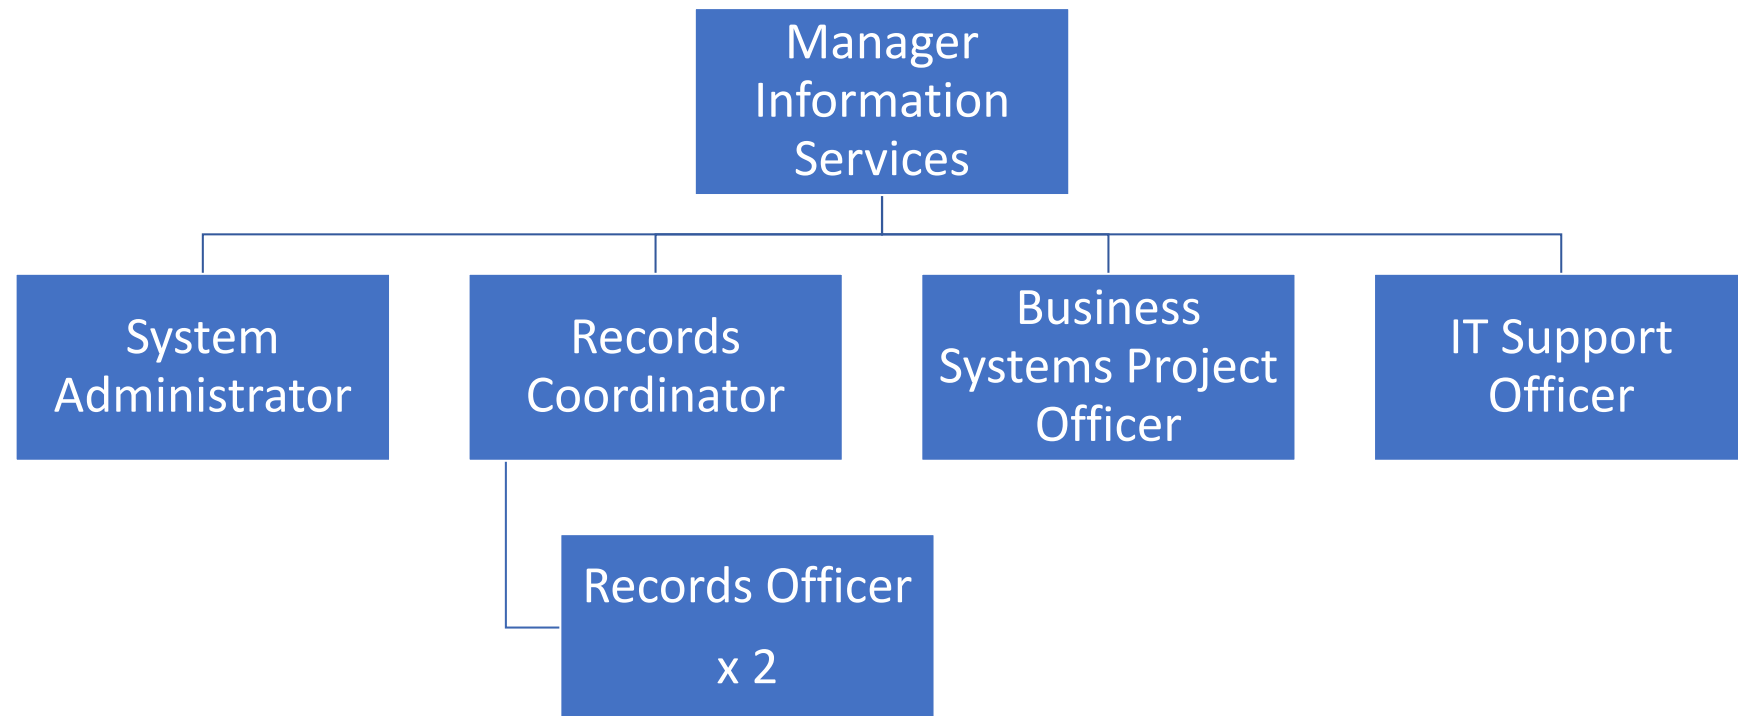 Manager
Information
Services
System
Administrator
Records
Coordinator
Business
Systems Project
Officer
IT Support
Officer
Records Officer
x 2